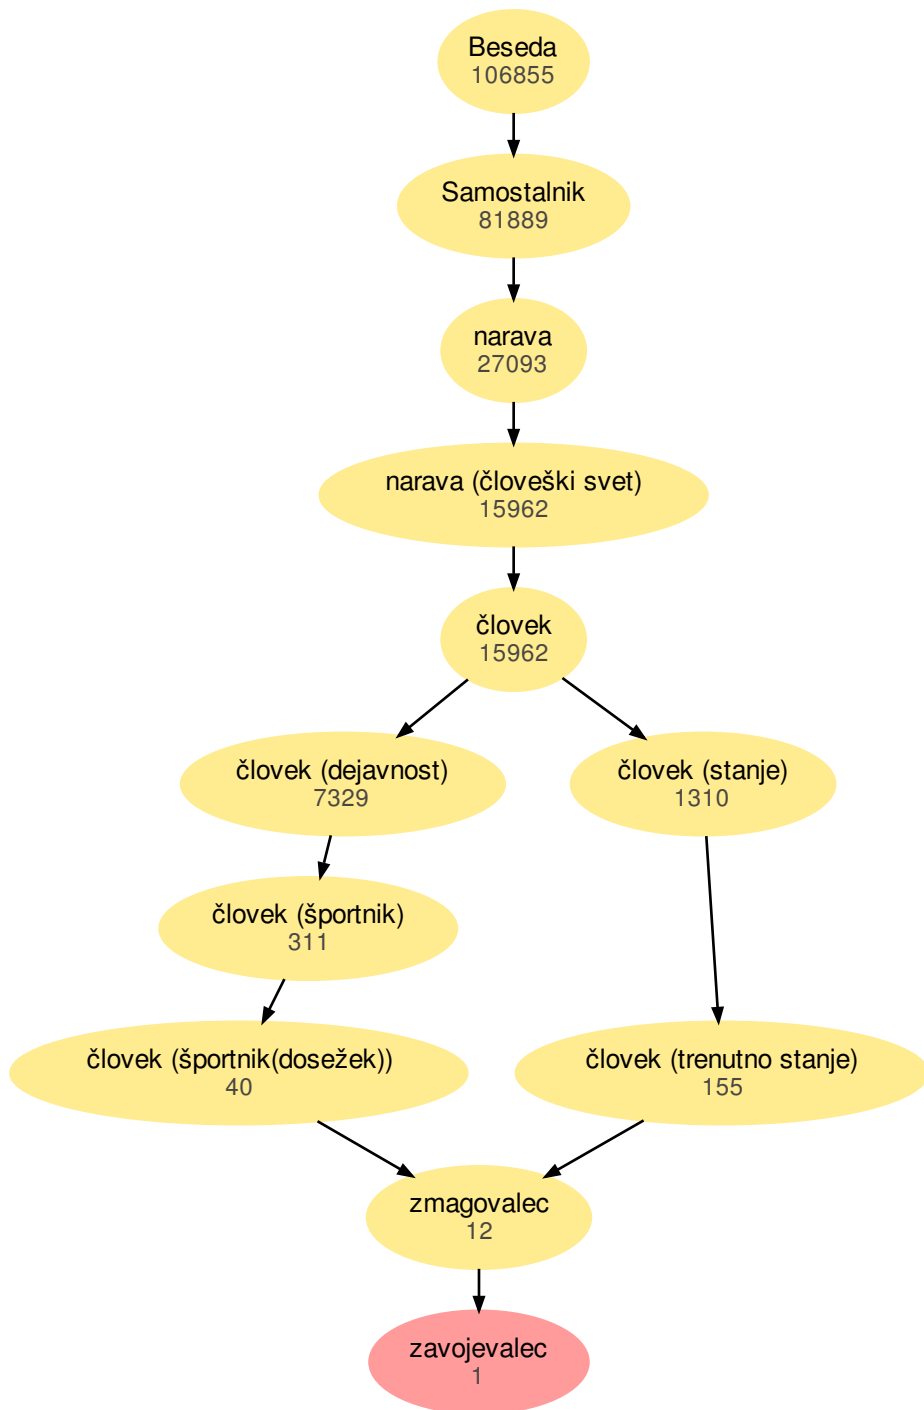 Beseda
106855
Samostalnik
81889
narava
27093
narava (človeški svet)
15962
človek
15962
človek (dejavnost)
7329
človek (stanje)
1310
človek (športnik)
311
človek (športnik(dosežek))
40
človek (trenutno stanje)
155
zmagovalec
12
zavojevalec
1